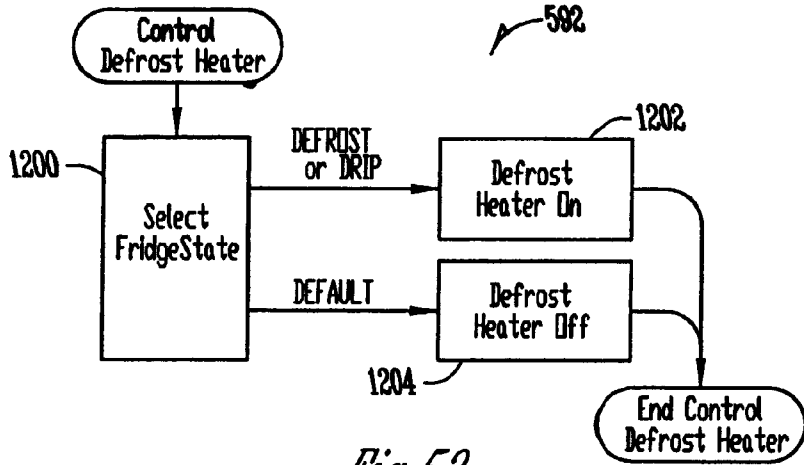 Control
Defrost Heater
592
1200
Select
FridgeState
DEFROST
or DRIP
1202
Defrost
Heater On
DEFAULT
Defrost
Heater Off
1204
End Control
Defrost Heater